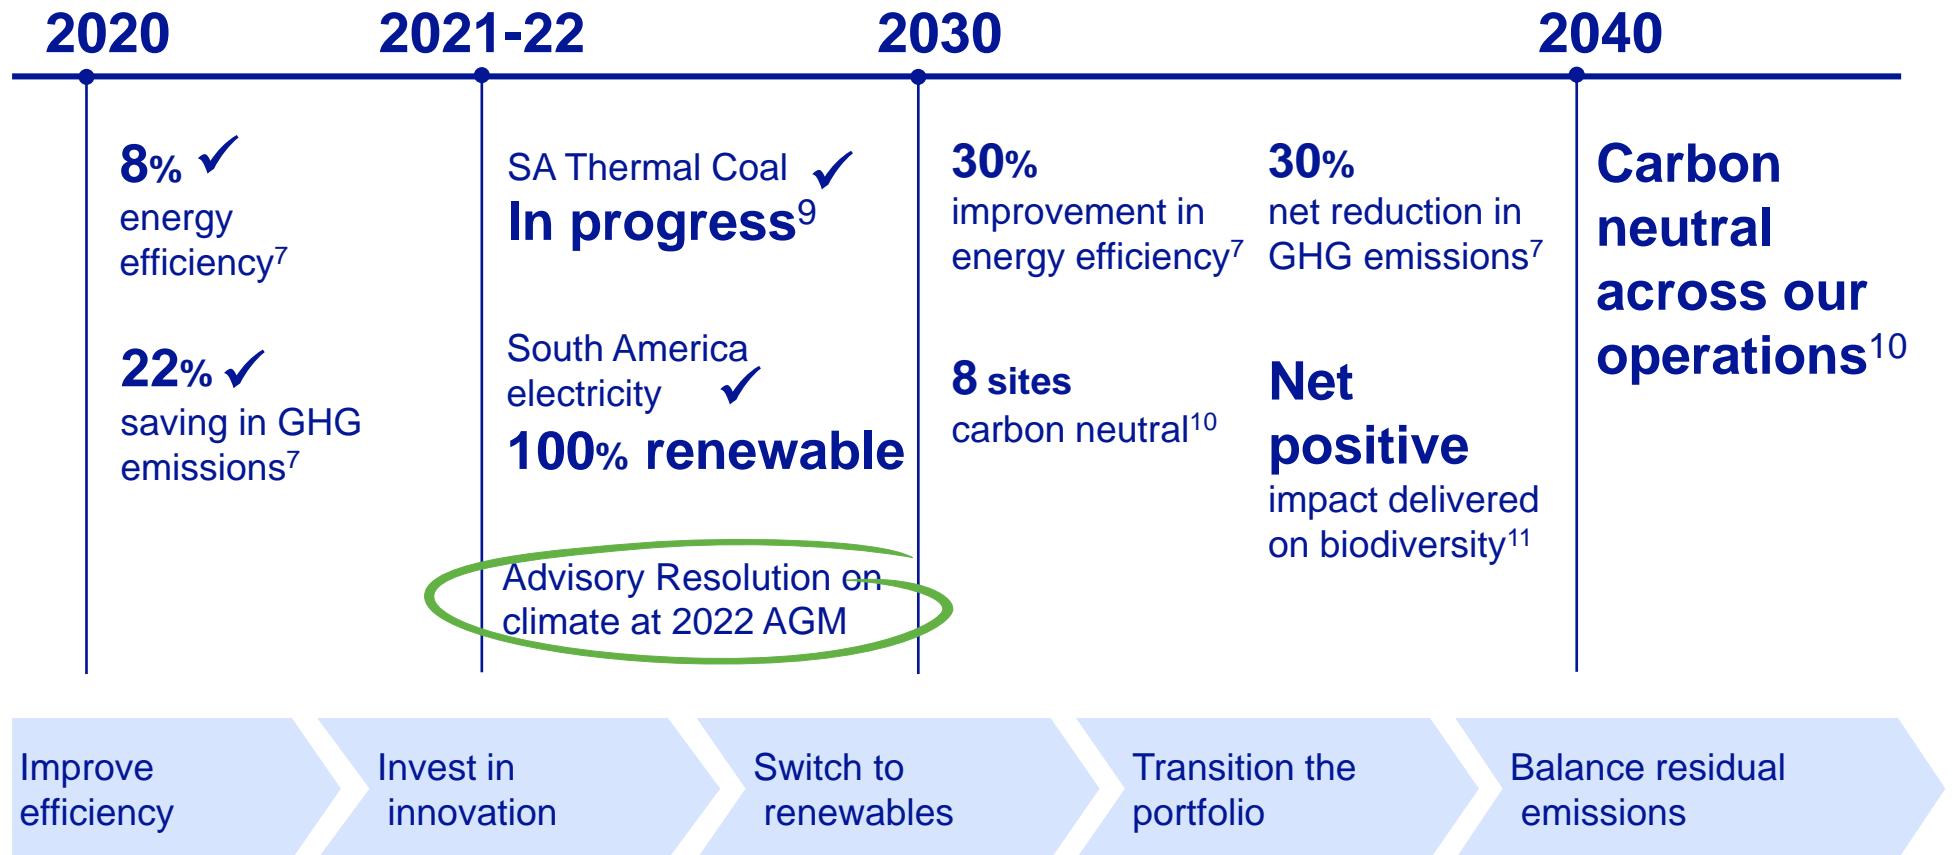 2020
2021-22
2030
2040
8%
energy
efficiency7
22%
saving in GHG
emissions7
SA Thermal Coal
In progress9
South America
electricity
100% renewable
Advisory Resolution on
climate at 2022 AGM
30%
improvement in
energy efficiency7
8 sites
carbon neutral10
30%
net reduction in
GHG emissions7
Net
positive
impact delivered
on biodiversity11
Carbon
neutral
across our
operations10
Improve
efficiency
Invest in
innovation
Switch to
renewables
Transition the
portfolio
Balance residual
emissions